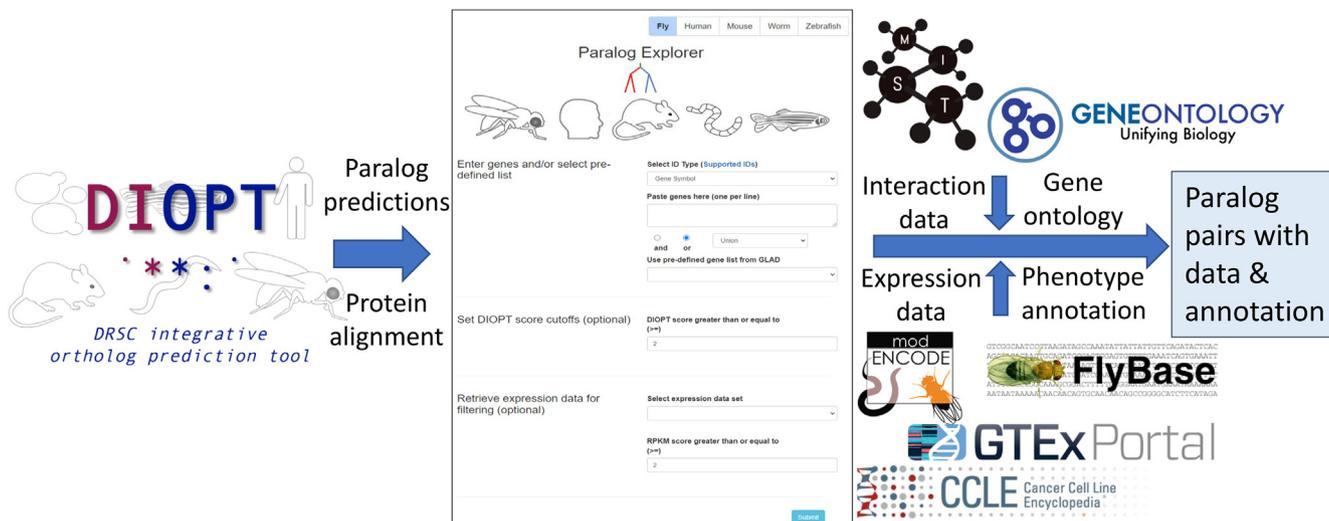 DIOPT
DRSC integrative
ortholog prediction tool
Paralog
predictions
Protein
alignment
Fly
Human
Mouse
Worm
Zebrafish
Paralog Explorer
Enter genes and/or select pre-
defined list
Select ID Type (Supported IDs)
Gene Symbol
Paste genes here (one per line)
and
or
Union
Use pre-defined gene list from GLAD
Set DIOPT score cutoffs (optional)
DIOPT score greater than or equal to
(>=)
2
Retrieve expression data for
filtering (optional)
Select expression data set
RPKM score greater than or equal to
(>=)
2
Submit
M
I
S
T
GENEONTOLOGY
Unifying Biology
Interaction
data
Gene
ontology
Expression
data
Phenotype
annotation
Paralog
pairs with
data &
annotation
mod
ENCODE
FlyBase
GTEx Portal
CCLE
Cancer Cell Line
Encyclopedia